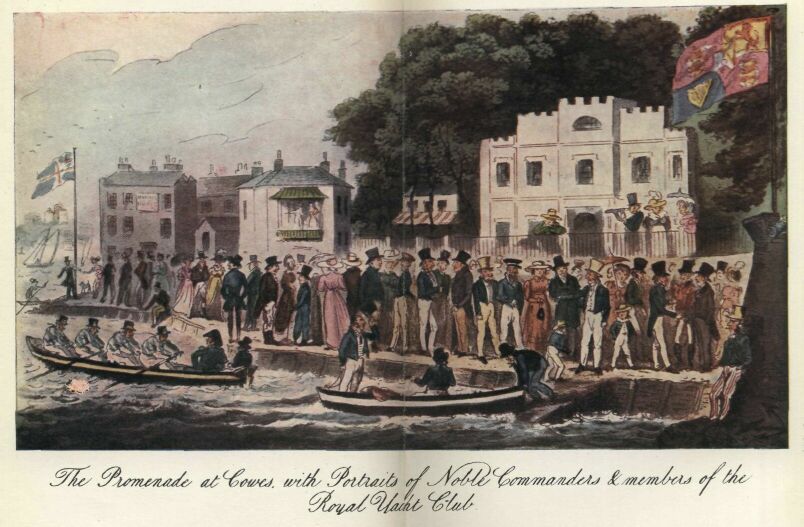 The Promenade at Cowes, with Portraits of Noble Commanders & members of the
Royal Yacht Club.